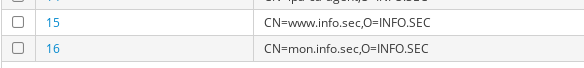 15 CN=www.info.sec,O=INFO.SEC
16 CN=mon.info.sec,O=INFO.SEC